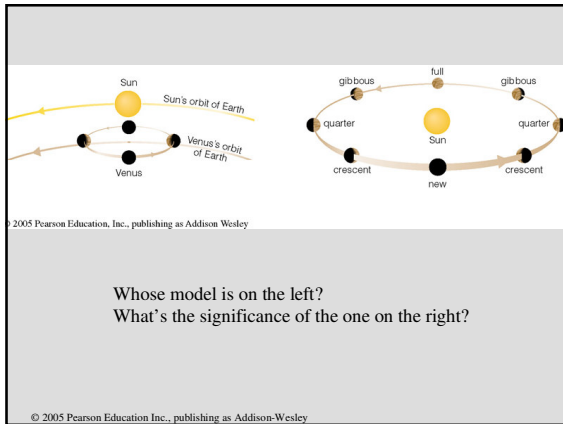 Sun
Sun's orbit of Earth
Venus's orbit
of Earth
Venus
full
gibbous
gibbous
quarter
quarter
Sun
crescent
crescent
new
© 2005 Pearson Education, Inc., publishing as Addison Wesley
Whose model is on the left?
What's the significance of the one on the right?
© 2005 Pearson Education Inc., publishing as Addison-Wesley